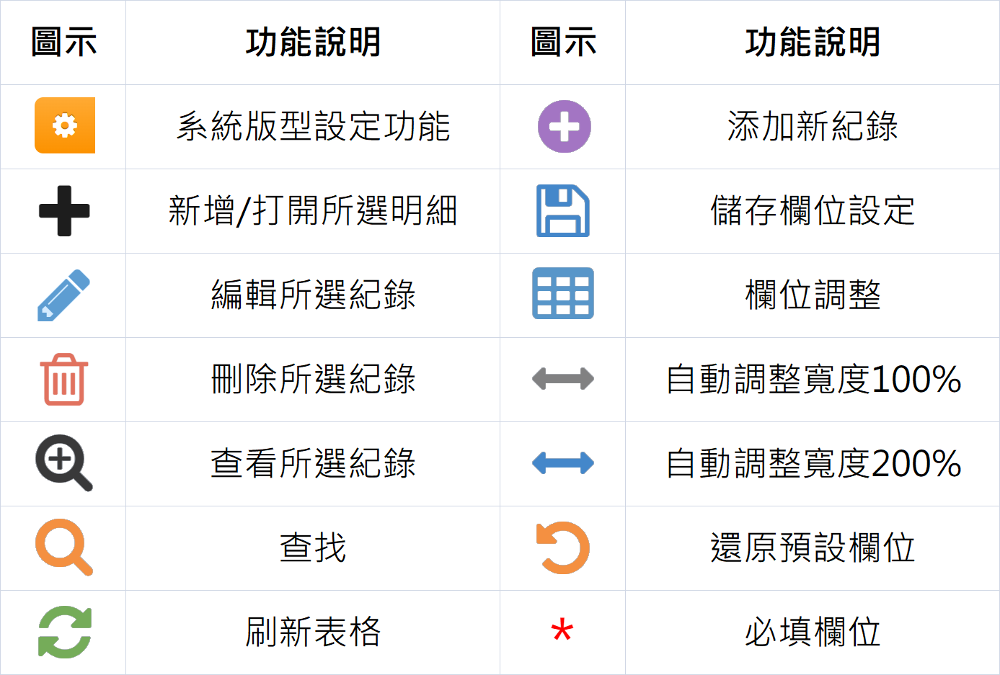 圖示 功能說明 圖示 功能說明
系統版型設定功能 添加新紀錄
新增/打開所選明細 儲存欄位設定
編輯所選紀錄 欄位調整
刪除所選紀錄 自動調整寬度100%
查看所選紀錄 自動調整寬度200%
查找 還原預設欄位
刷新表格 * 必填欄位